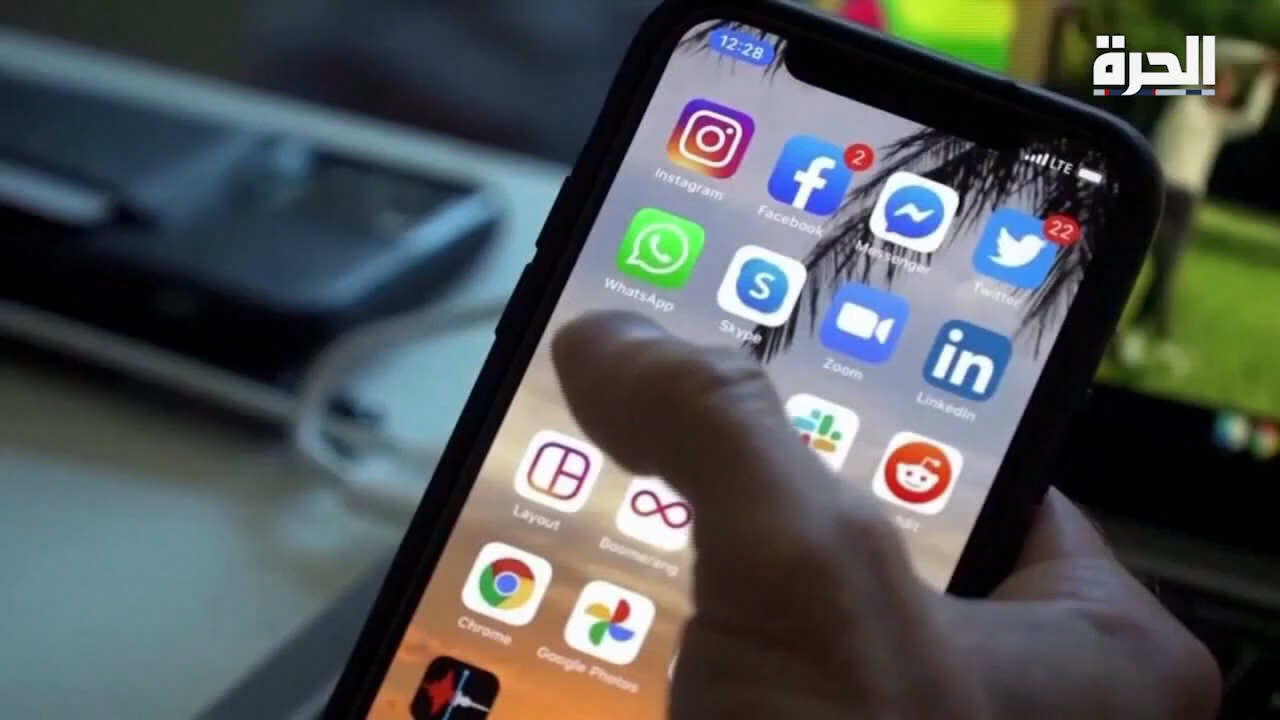 الحرة
12:28
LTE
Instagram
Facebook
2
Messenger
Twitter
22
WhatsApp
Skype
Zoom
LinkedIn
in
Layout
Boomerang
Chrome
Google Photos